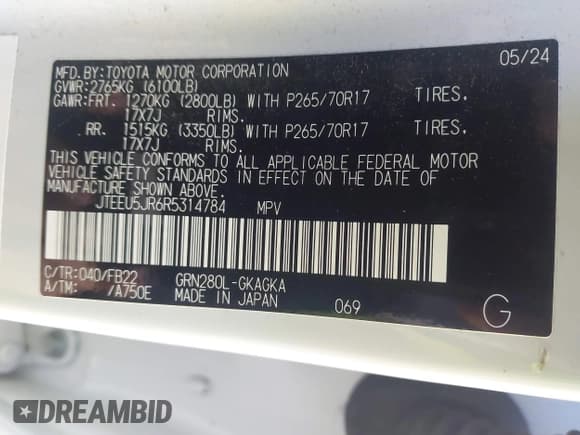 MFD.BY:TOYOTA MOTOR CORPORATION 05/24
GVWR:2765KG (6100LB)
GAWR:FRT. 1270KG (2800LB) WITH P265/70R17 TIRES.
17X7J RIMS.
RR. 1515KG (3350LB) WITH P265/70R17 TIRES.
17X7J RIMS.
THIS VEHICLE CONFORMS TO ALL APPLICABLE FEDERAL MOTOR
VEHICLE SAFETY STANDARDS IN EFFECT ON THE DATE OF
MANUFACTURE SHOWN ABOVE.
JTEEU5JR6R5314784 MPV
C/TR:040/FB22 GRN280L-GKAGKA
A/TM: /A750E MADE IN JAPAN 069 G
DREAMBID